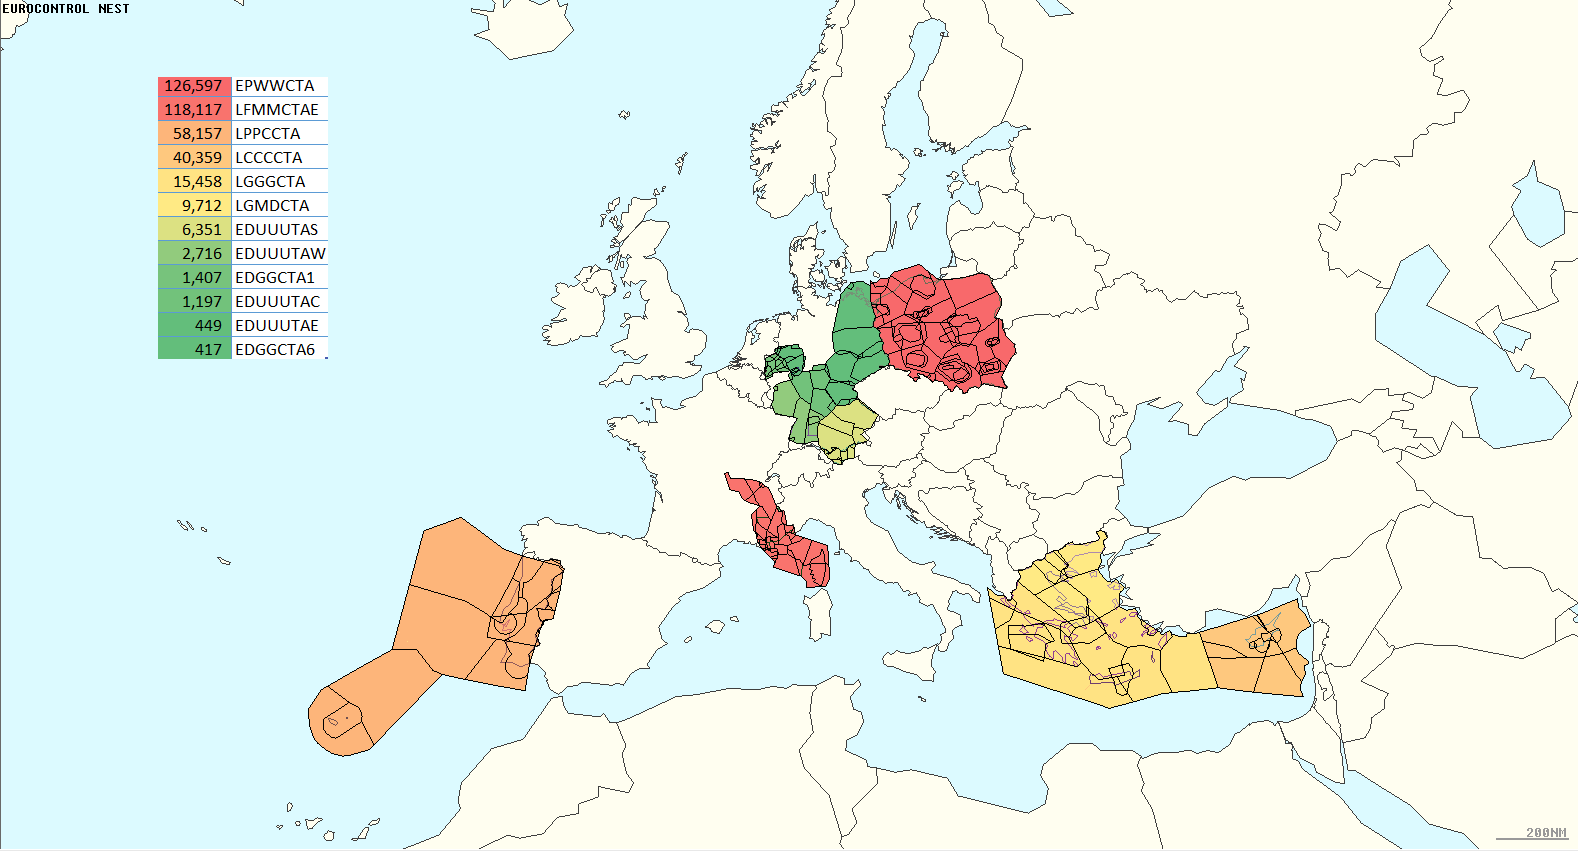 EUROCONTROL NEST
126,597 EPWWCTA
118,117 LFMMCTAE
58,157 LPPCCTA
40,359 LCCCCTA
15,458 LGGGCTA
9,712 LGMDCTA
6,351 EDUUUTAS
2,716 EDUUUTAW
1,407 EDGGCTA1
1,197 EDUUUTAC
449 EDUUUTAE
417 EDGGCTA6
200NM